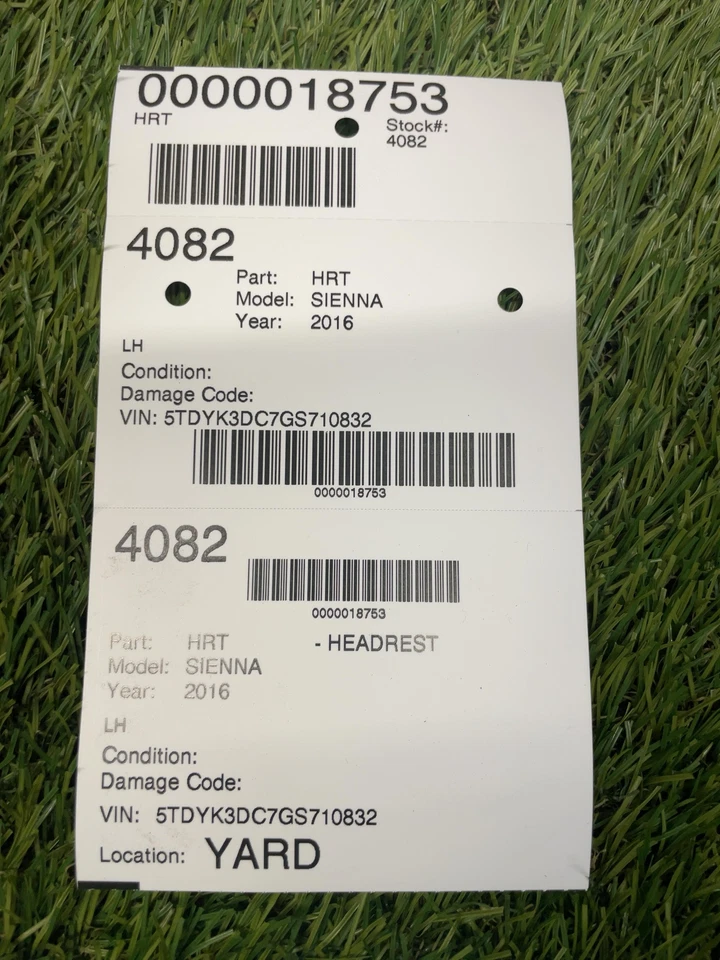 0000018753
HRT
Stock#:
4082
4082
Part: HRT
Model: SIENNA
Year: 2016
LH
Condition:
Damage Code:
VIN: 5TDYK3DC7GS710832
0000018753
4082
0000018753
Part: HRT - HEADREST
Model: SIENNA
Year: 2016
LH
Condition:
Damage Code:
VIN: 5TDYK3DC7GS710832
Location: YARD